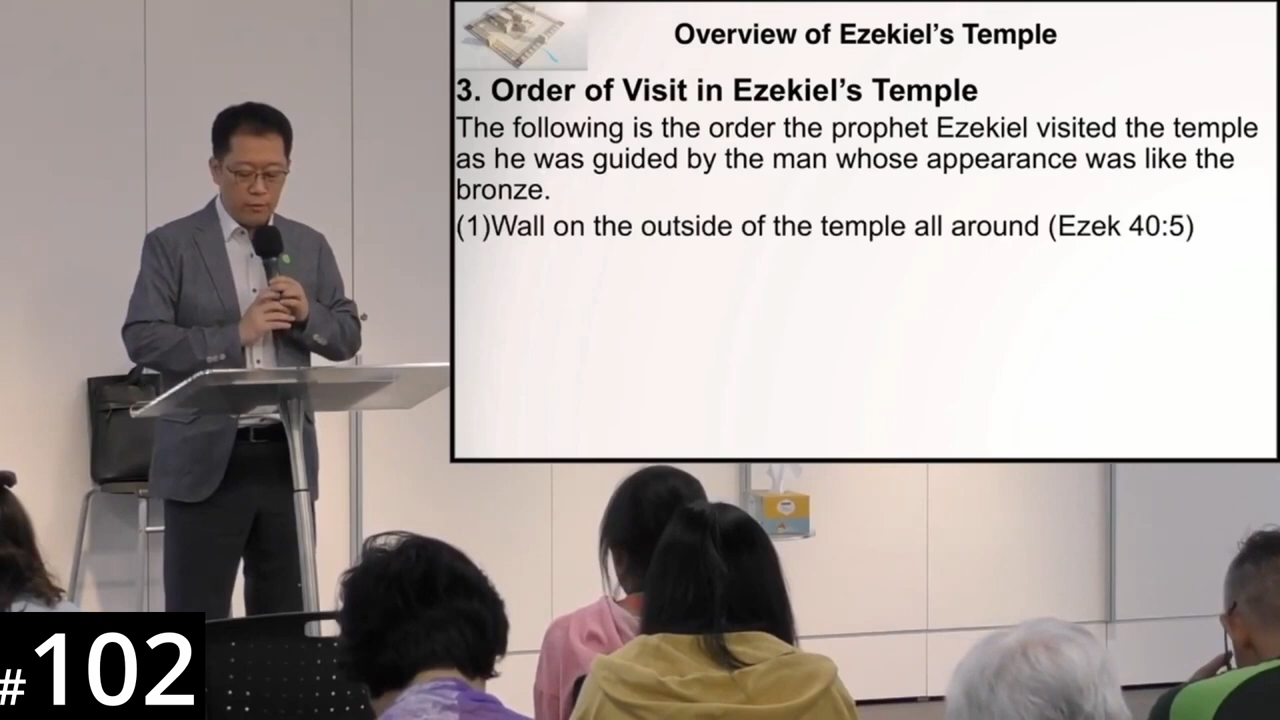 Overview of Ezekiel's Temple
3. Order of Visit in Ezekiel's Temple
The following is the order the prophet Ezekiel visited the temple
as he was guided by the man whose appearance was like the
bronze.
(1)Wall on the outside of the temple all around (Ezek 40:5)
#102